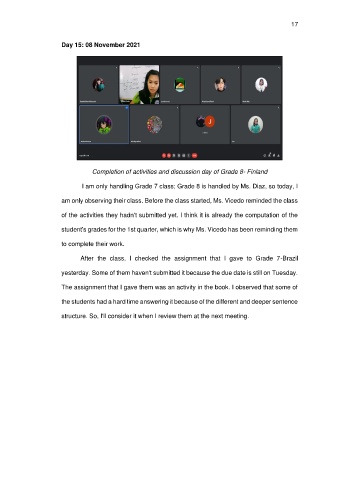 17
Day 15: 08 November 2021
J
Completion of activities and discussion day of Grade 8- Finland
I am only handling Grade 7 class; Grade 8 is handled by Ms. Diaz, so today, I
am only observing their class. Before the class started, Ms. Vicedo reminded the class
of the activities they hadn't submitted yet. I think it is already the computation of the
student's grades for the 1st quarter, which is why Ms. Vicedo has been reminding them
to complete their work.
After the class, I checked the assignment that I gave to Grade 7-Brazil
yesterday. Some of them haven't submitted it because the due date is still on Tuesday.
The assignment that I gave them was an activity in the book. I observed that some of
the students had a hard time answering it because of the different and deeper sentence
structure. So, I'll consider it when I review them at the next meeting.